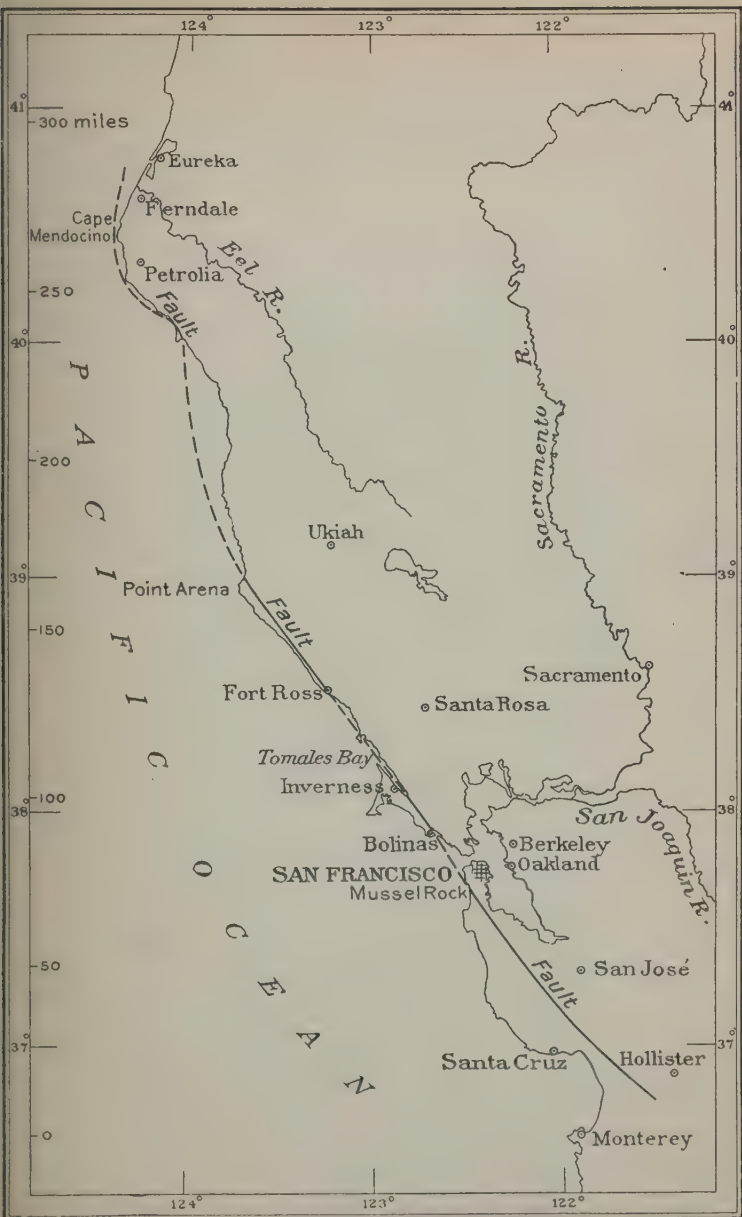 124°
123°
122°
41°
41°
300 miles
Eureka
Ferndale
Cape
Mendocino
Eel R.
Petrolia
250
Fault
40°
40°
R.
Sacramento
PACIFIC OCEAN
200
Ukiah
39°
39°
Point Arena
Fault
150
Sacramento
Fort Ross
Santa Rosa
Tomales Bay
Inverness
100
38°
38°
San Joaquin R.
Bolinas
Berkeley
SAN FRANCISCO
Oakland
Mussel Rock
50
Fault
San José
37°
37°
Santa Cruz
Hollister
0
Monterey
124°
123°
122°